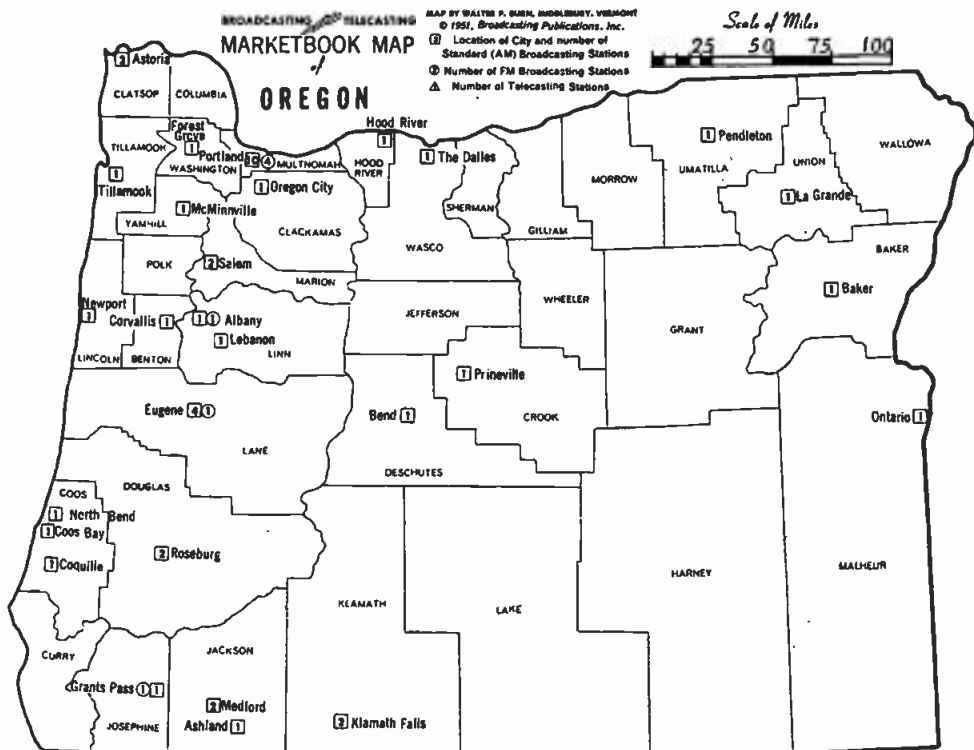 BROADCASTING TELECASTING
MARKETBOOK MAP
of
OREGON
MAP BY WALTER P. BURN, MIDDLEBURY, VERMONT
© 1951, Broadcasting Publications, Inc.
3 Location of City and number of
Standard (AM) Broadcasting Stations
Number of FM Broadcasting Stations
Number of Telecasting Stations
Scale of Miles
25 50 75 100
2 Astoria
CLATSOP
COLUMBIA
Forest
Grove
1
TILLAMOOK
1
Tillamook
WASHINGTON
Portland 10 4
MULTNOMAH
Hood River
1
HOOD
RIVER
1 The Dalles
1 Oregon City
1 McMinnville
YAMHILL
CLACKAMAS
SHERMAN
WASCO
GILLIAM
MORROW
1 Pendleton
UMATILLA
UNION
WALLOWA
1 La Grande
BAKER
1 Baker
POLK
2 Salem
MARION
Newport
1
Corvallis 1
1 1 Albany
1 Lebanon
LINN
LINCOLN
BENTON
JEFFERSON
WHEELER
GRANT
1 Prineville
CROOK
Eugene 4 1
LANE
Bend 1
DESCHUTES
Ontario 1
DOUGLAS
COOS
1 North Bend
1 Coos Bay
1 Coquille
2 Roseburg
KLAMATH
LAKE
HARNEY
MALHEUR
CURRY
JACKSON
Grants Pass 1 1
JOSEPHINE
2 Medford
Ashland 1
2 Klamath Falls